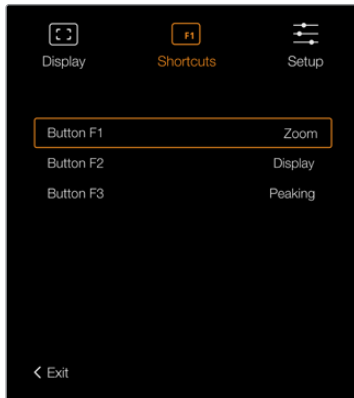 F1
Display Shortcuts Setup
Button F1 Zoom
Button F2 Display
Button F3 Peaking
Exit